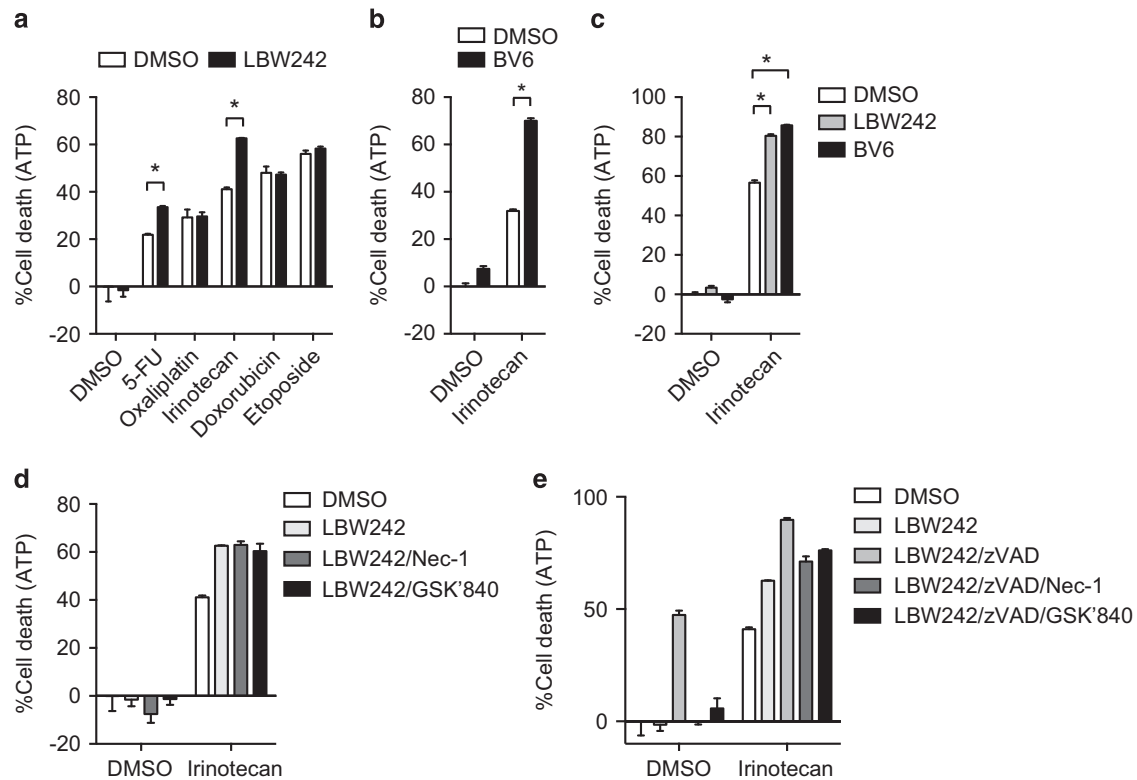 a
DMSO LBW242
%Cell death (ATP)
80
60
40
20
0
-20
*
*
DMSO
5-FU
Oxaliplatin
Irinotecan
Doxorubicin
Etoposide
b
DMSO
BV6
%Cell death (ATP)
80
60
40
20
0
-20
*
DMSO
Irinotecan
c
DMSO
LBW242
BV6
%Cell death (ATP)
100
80
60
40
20
0
-20
*
*
DMSO
Irinotecan
d
DMSO
LBW242
LBW242/Nec-1
LBW242/GSK'840
%Cell death (ATP)
80
60
40
20
0
-20
DMSO Irinotecan
e
DMSO
LBW242
LBW242/zVAD
LBW242/zVAD/Nec-1
LBW242/zVAD/GSK'840
%Cell death (ATP)
100
50
0
DMSO Irinotecan